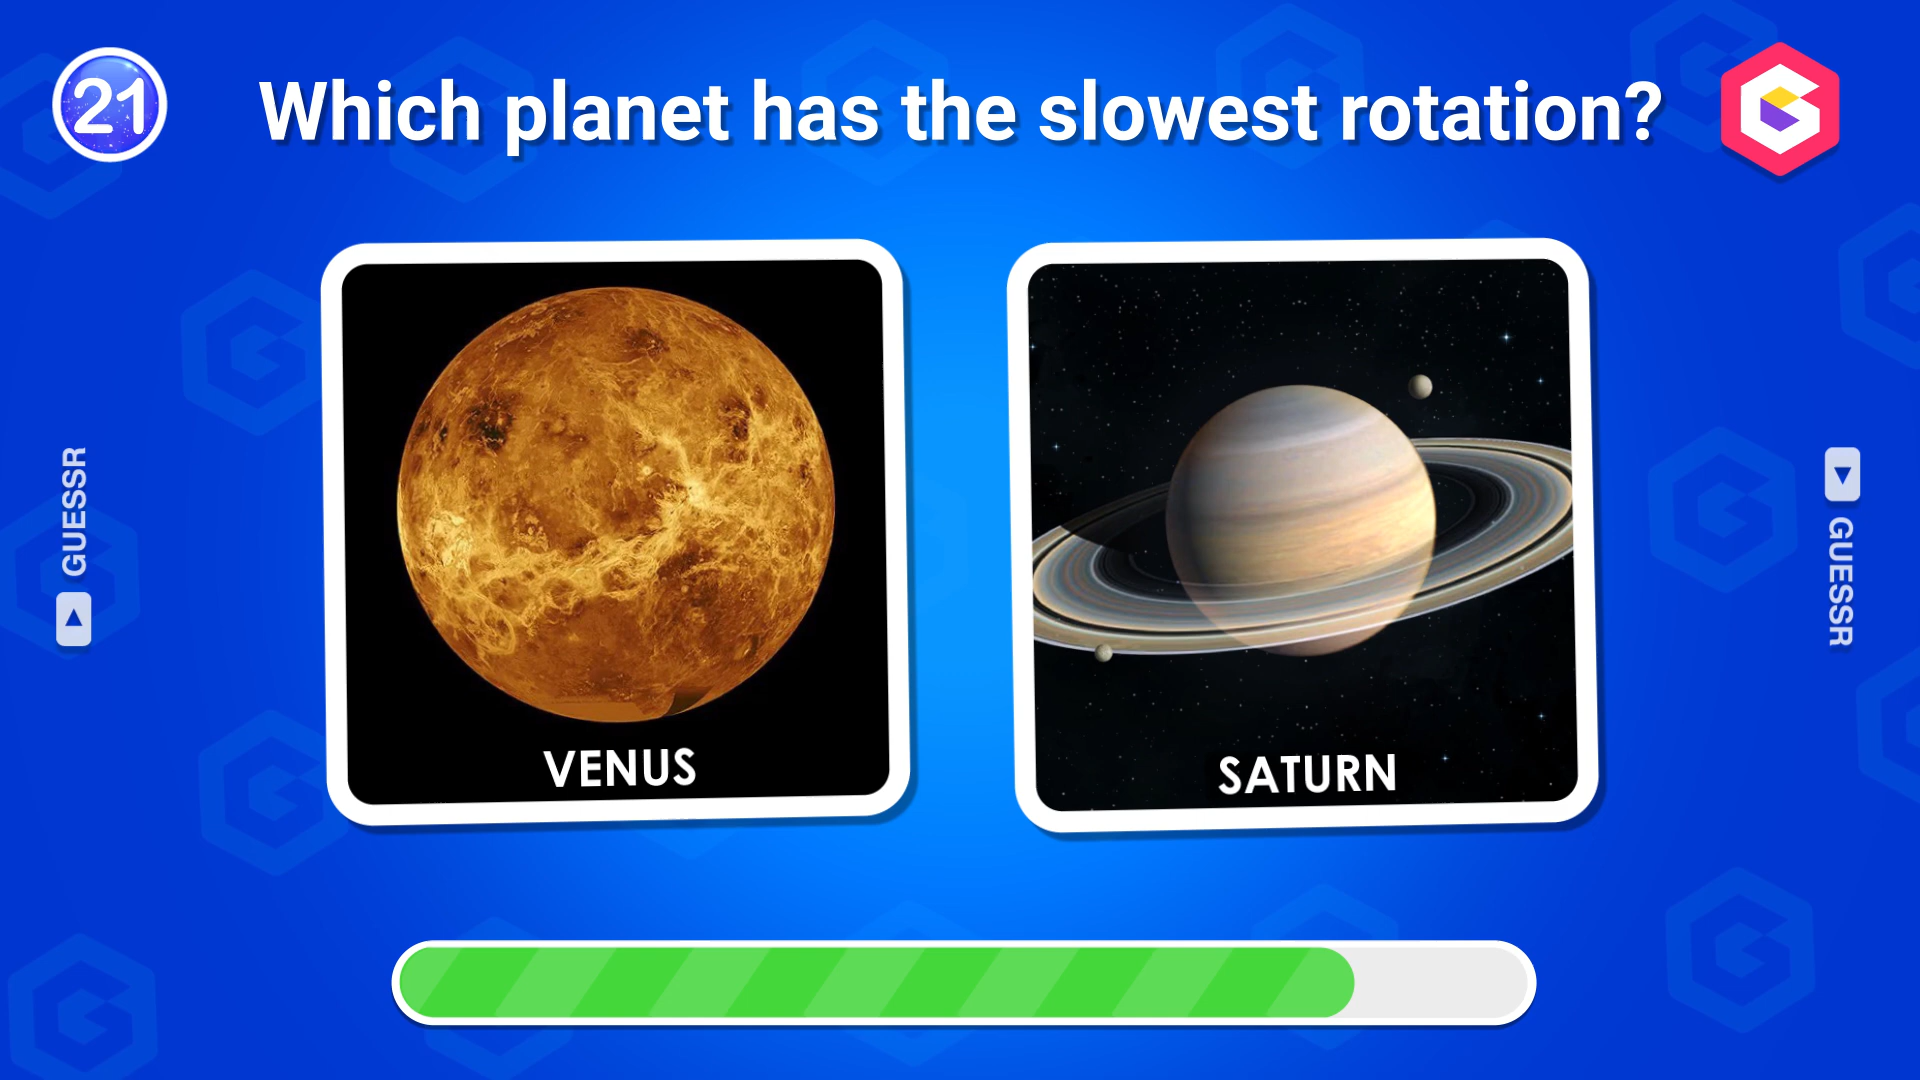 21
Which planet has the slowest rotation?
GUESSR
GUESSR
VENUS
SATURN